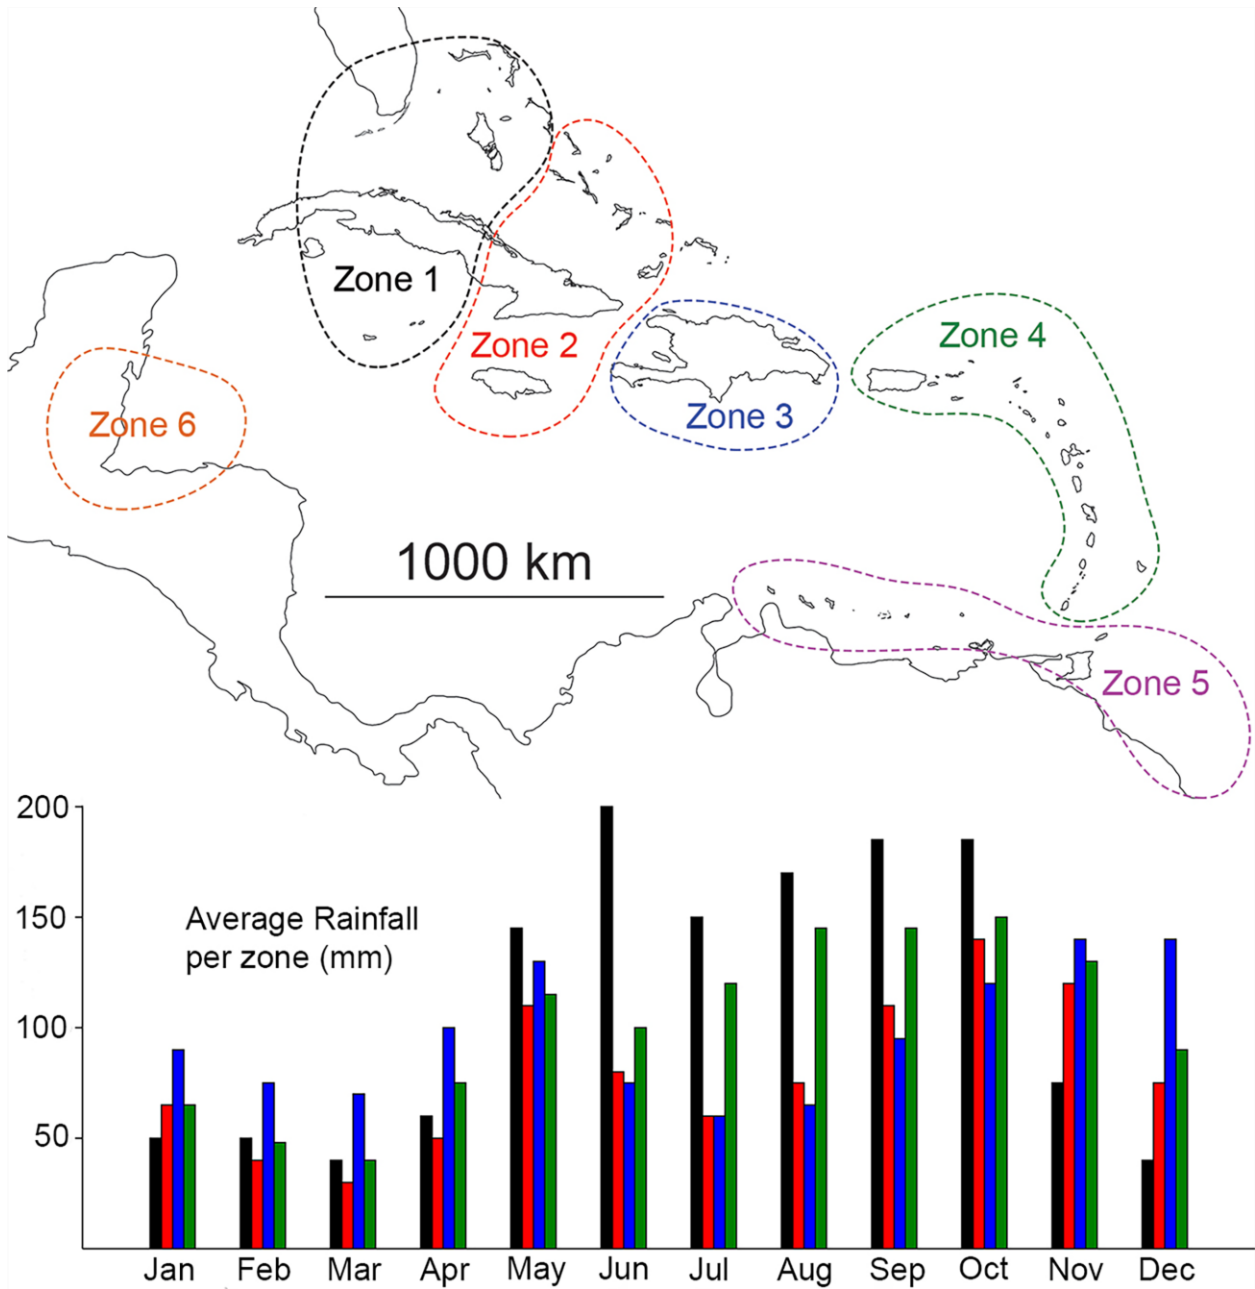 Zone 1
Zone 2
Zone 4
Zone 3
Zone 6
1000 km
Zone 5
200
Average Rainfall
per zone (mm)
150
100
50
Jan Feb Mar Apr May Jun Jul Aug Sep Oct Nov Dec